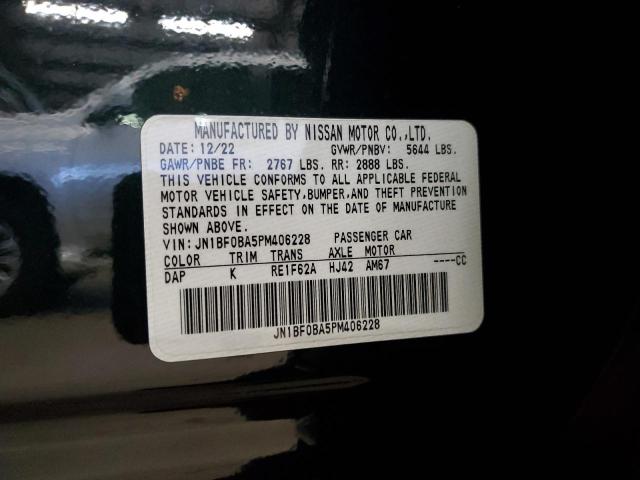 MANUFACTURED BY NISSAN MOTOR CO.,LTD.
DATE: 12/22 GVWR/PNBV: 5644 LBS.
GAWR/PNBE FR: 2767 LBS. RR: 2888 LBS.
THIS VEHICLE CONFORMS TO ALL APPLICABLE FEDERAL
MOTOR VEHICLE SAFETY,BUMPER,AND THEFT PREVENTION
STANDARDS IN EFFECT ON THE DATE OF MANUFACTURE
SHOWN ABOVE.
VIN: JN1BF0BA5PM406228 PASSENGER CAR
COLOR TRIM TRANS AXLE MOTOR
DAP K RE1F62A HJ42 AM67 ----CC
JN1BF0BA5PM406228